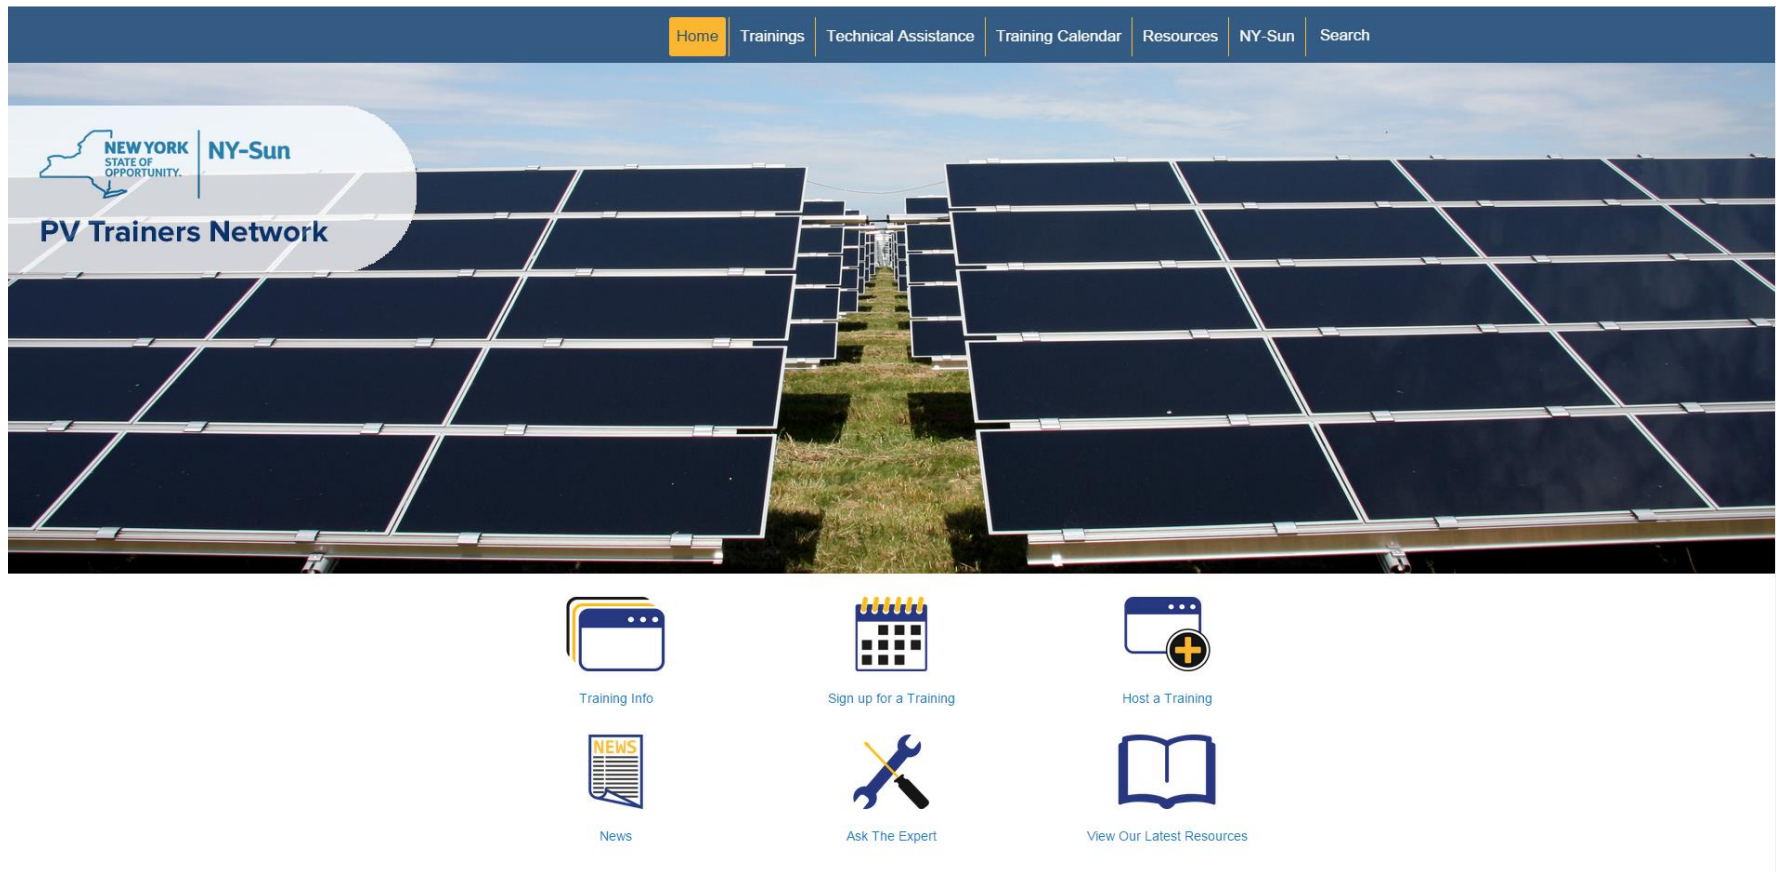 Home Trainings Technical Assistance Training Calendar Resources NY-Sun Search
NEW YORK
STATE OF
OPPORTUNITY.
NY-Sun
PV Trainers Network
Training Info
Sign up for a Training
Host a Training
NEWS
News
Ask The Expert
View Our Latest Resources